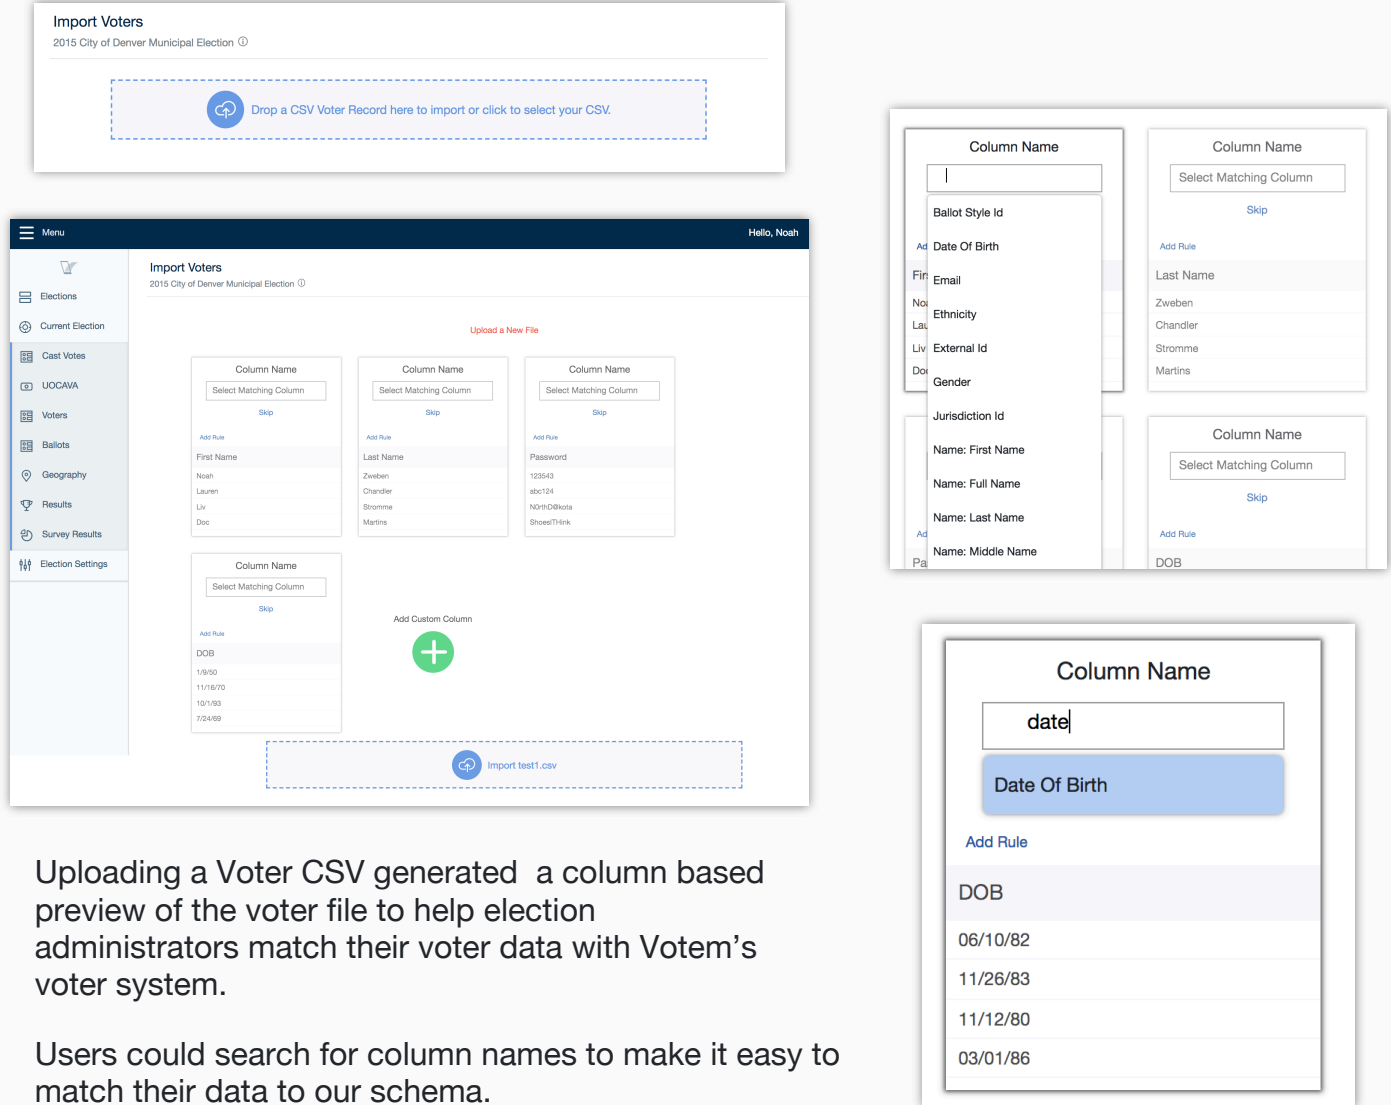 Import Voters
2015 City of Denver Municipal Election
Drop a CSV Voter Record here to import or click to select your CSV.
Menu
Hello, Noah
Elections
Current Election
Cast Votes
UOCAVA
Voters
Ballots
Geography
Results
Survey Results
Election Settings
Import Voters
2015 City of Denver Municipal Election
Upload a New File
Column Name
Select Matching Column
Skip
Add Rule
First Name
Noah
Lauren
Liv
Doc
Column Name
Select Matching Column
Skip
Add Rule
Last Name
Zweben
Chandler
Stromme
Martins
Column Name
Select Matching Column
Skip
Add Rule
Password
123543
abc124
N0rthD@kota
ShoesITHink
Column Name
Select Matching Column
Skip
Add Rule
DOB
1/9/50
11/16/70
10/1/93
7/24/69
Add Custom Column
Import test1.csv
Uploading a Voter CSV generated a column based
preview of the voter file to help election
administrators match their voter data with Votem’s
voter system.
Users could search for column names to make it easy to
match their data to our schema.
Column Name
Ballot Style Id
Ad
Date Of Birth
Firs
Email
Noa
Ethnicity
Lau
Liv
External Id
Doc
Gender
Jurisdiction Id
Name: First Name
Name: Full Name
Name: Last Name
Ad
Name: Middle Name
Pa
Column Name
Select Matching Column
Skip
Add Rule
Last Name
Zweben
Chandler
Stromme
Martins
Column Name
Select Matching Column
Skip
Add Rule
DOB
Column Name
date
Date Of Birth
Add Rule
DOB
06/10/82
11/26/83
11/12/80
03/01/86